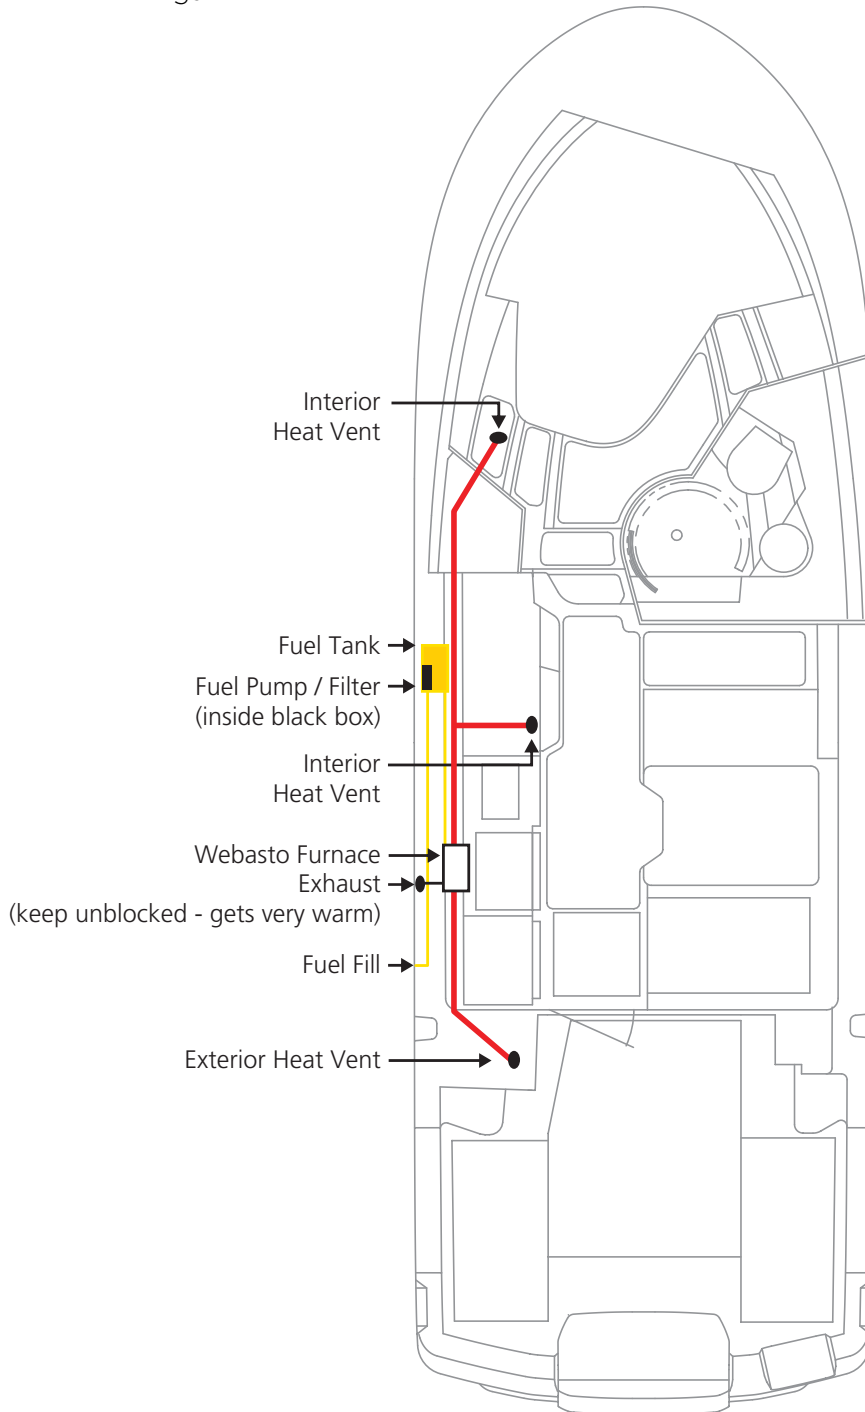 Interior
Heat Vent
Fuel Tank
Fuel Pump / Filter
(inside black box)
Interior
Heat Vent
Webasto Furnace
Exhaust
(keep unblocked - gets very warm)
Fuel Fill
Exterior Heat Vent